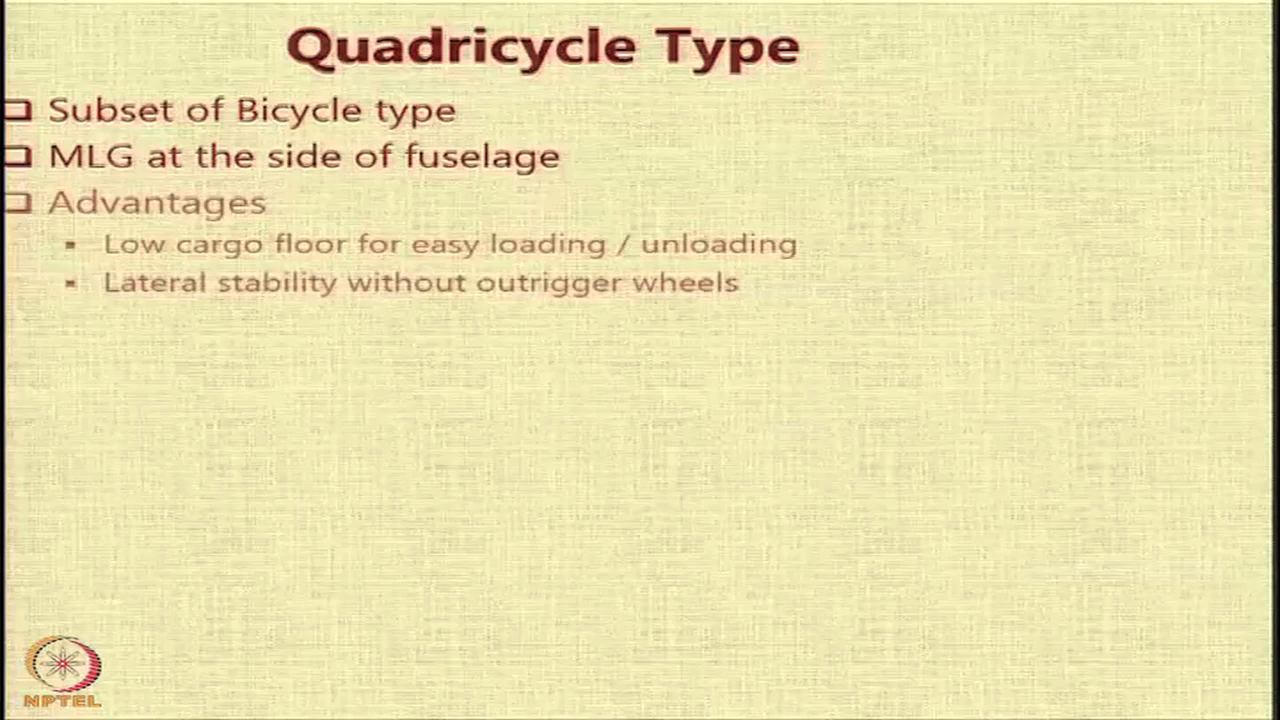 Quadricycle Type
Subset of Bicycle type
MLG at the side of fuselage
Advantages
Low cargo floor for easy loading / unloading
Lateral stability without outrigger wheels
NPTEL